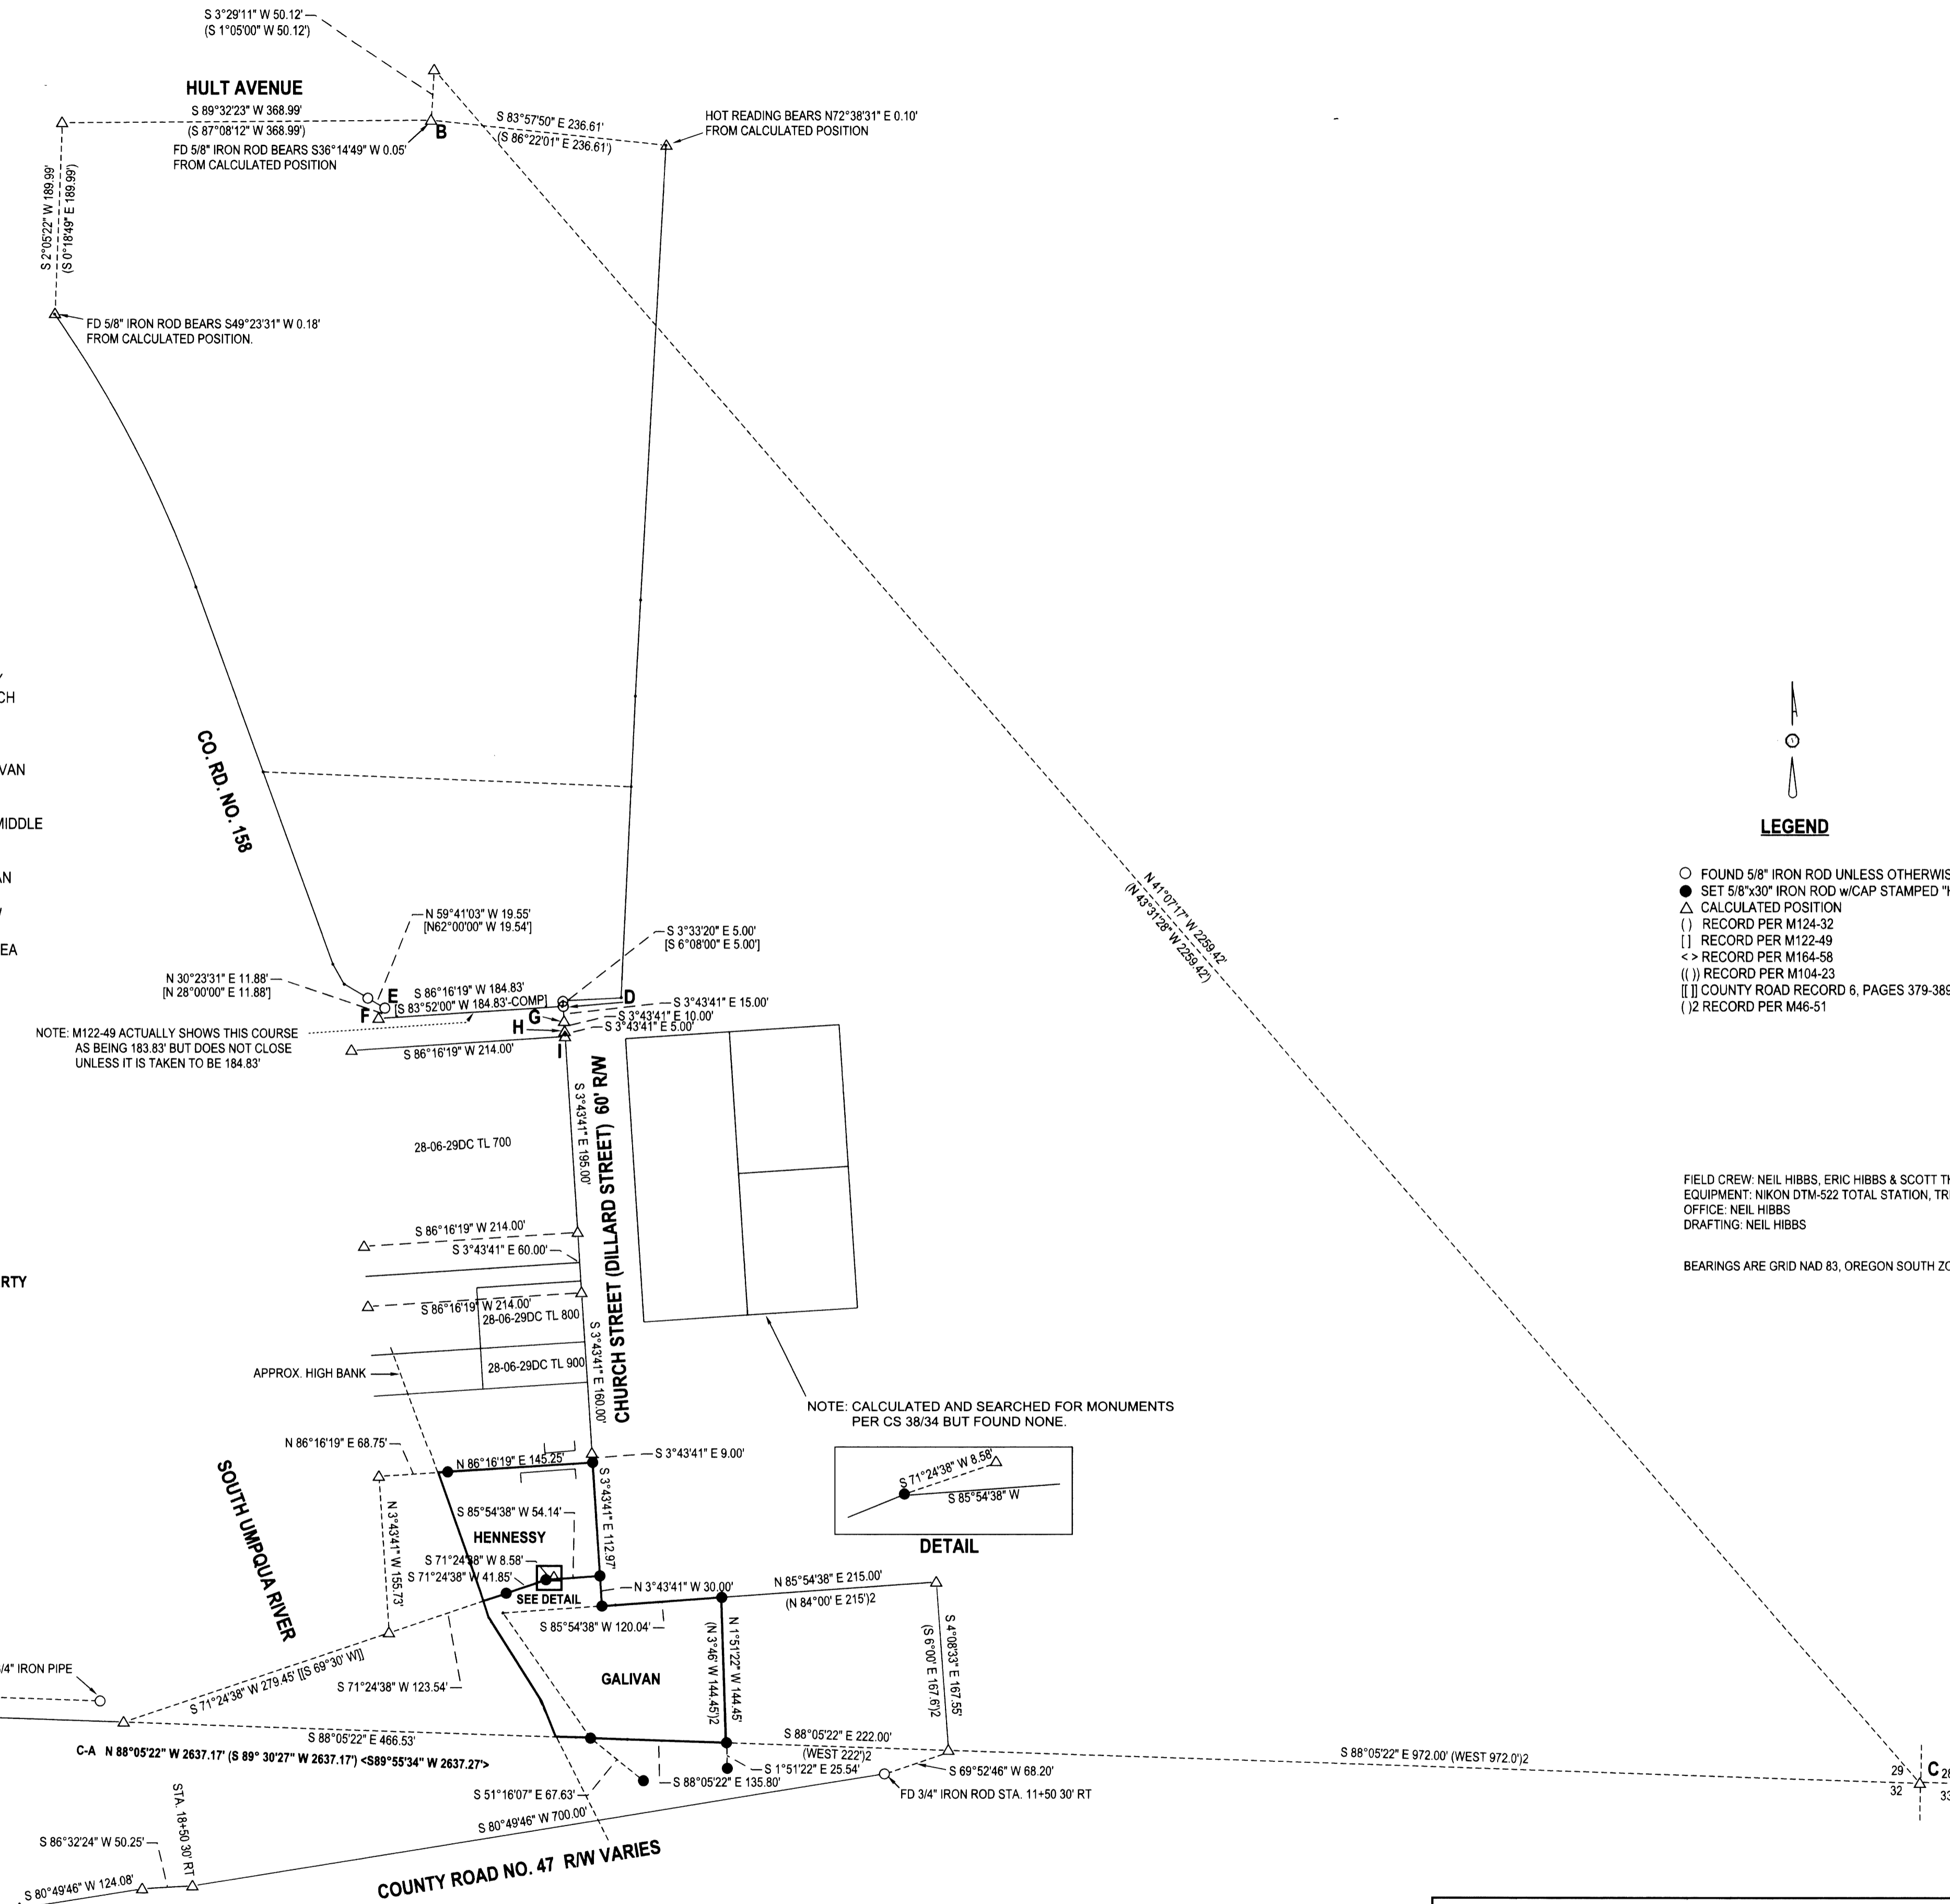 S 3°29'11" W 50.12'
(S 1°05'00" W 50.12')
HULT AVENUE
S 89°32'23" W 368.99'
(S 87°08'12" W 368.99')
B
S 83°57'50" E 236.61'
(S 86°22'01" E 236.61')
HOT READING BEARS N72°38'31" E 0.10'
FROM CALCULATED POSITION
FD 5/8" IRON ROD BEARS S36°14'49" W 0.05'
FROM CALCULATED POSITION
S 2°05'22" W 189.99'
(S 0°18'49" E 189.99')
FD 5/8" IRON ROD BEARS S49°23'31" W 0.18'
FROM CALCULATED POSITION.
CH
VAN
MIDDLE
AN
EA
CO. RD. NO. 158
N 41°07'17" W 2259.42'
(N 43°31'28" W 2259.42')
LEGEND
FOUND 5/8" IRON ROD UNLESS OTHERWIS
SET 5/8"x30" IRON ROD w/CAP STAMPED "H
CALCULATED POSITION
( ) RECORD PER M124-32
[ ] RECORD PER M122-49
< > RECORD PER M164-58
(( )) RECORD PER M104-23
[[ ]] COUNTY ROAD RECORD 6, PAGES 379-389
( )2 RECORD PER M46-51
N 59°41'03" W 19.55'
[N62°00'00" W 19.54']
S 3°33'20" E 5.00'
[S 6°08'00" E 5.00']
N 30°23'31" E 11.88'
[N 28°00'00" E 11.88']
E
F
S 86°16'19" W 184.83'
[S 83°52'00" W 184.83'-COMP]
D
G
H
I
S 3°43'41" E 15.00'
S 3°43'41" E 10.00'
S 3°43'41" E 5.00'
NOTE: M122-49 ACTUALLY SHOWS THIS COURSE
AS BEING 183.83' BUT DOES NOT CLOSE
UNLESS IT IS TAKEN TO BE 184.83'
S 86°16'19" W 214.00'
S 3°43'41" E 195.00'
CHURCH STREET (DILLARD STREET) 60' R/W
28-06-29DC TL 700
FIELD CREW: NEIL HIBBS, ERIC HIBBS & SCOTT TH
EQUIPMENT: NIKON DTM-522 TOTAL STATION, TRI
OFFICE: NEIL HIBBS
DRAFTING: NEIL HIBBS
BEARINGS ARE GRID NAD 83, OREGON SOUTH ZO
RTY
S 86°16'19" W 214.00'
S 3°43'41" E 60.00'
S 86°16'19" W 214.00'
28-06-29DC TL 800
28-06-29DC TL 900
S 3°43'41" E 160.00'
APPROX. HIGH BANK
NOTE: CALCULATED AND SEARCHED FOR MONUMENTS
PER CS 38/34 BUT FOUND NONE.
N 86°16'19" E 68.75'
N 86°16'19" E 145.25'
S 3°43'41" E 9.00'
S 71°24'38" W 8.58'
S 85°54'38" W
DETAIL
SOUTH UMPQUA RIVER
N 3°43'41" W 155.73'
S 85°54'38" W 54.14'
HENNESSY
S 3°43'41" E 112.97'
S 71°24'38" W 8.58'
S 71°24'38" W 41.85'
SEE DETAIL
N 3°43'41" W 30.00'
N 85°54'38" E 215.00'
(N 84°00' E 215')2
S 85°54'38" W 120.04'
N 1°51'22" W 144.45'
(N 3°46' W 144.45')2
S 4°08'33" E 167.55'
(S 6°00' E 167.6')2
GALIVAN
/4" IRON PIPE
S 71°24'38" W 279.45' [[S 69°30' W]]
S 71°24'38" W 123.54'
S 88°05'22" E 466.53'
C-A N 88°05'22" W 2637.17' (S 89° 30'27" W 2637.17') <S89°55'34" W 2637.27'>
S 88°05'22" E 222.00'
(WEST 222')2
S 88°05'22" E 972.00' (WEST 972.0')2
S 1°51'22" E 25.54'
S 88°05'22" E 135.80'
S 69°52'46" W 68.20'
FD 3/4" IRON ROD STA. 11+50 30' RT
S 51°16'07" E 67.63'
29
32
C
28
33
S 80°49'46" W 700.00'
STA. 18+50 30' RT
S 86°32'24" W 50.25'
S 80°49'46" W 124.08'
COUNTY ROAD NO. 47 R/W VARIES